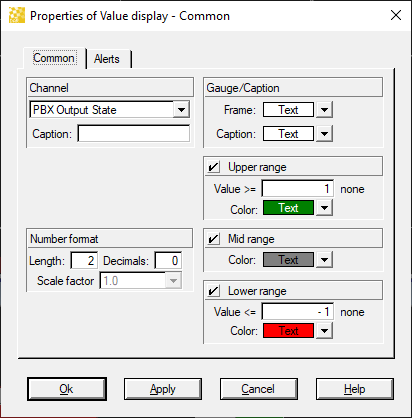 Properties of Value display - Common
Common Alerts
Channel
PBX Output State
Caption:
Gauge/Caption
Frame: Text
Caption: Text
Upper range
Value >= 1 none
Color: Text
Number format
Length: 2 Decimals: 0
Scale factor 1.0
Mid range
Color: Text
Lower range
Value <= - 1 none
Color: Text
Ok Apply Cancel Help